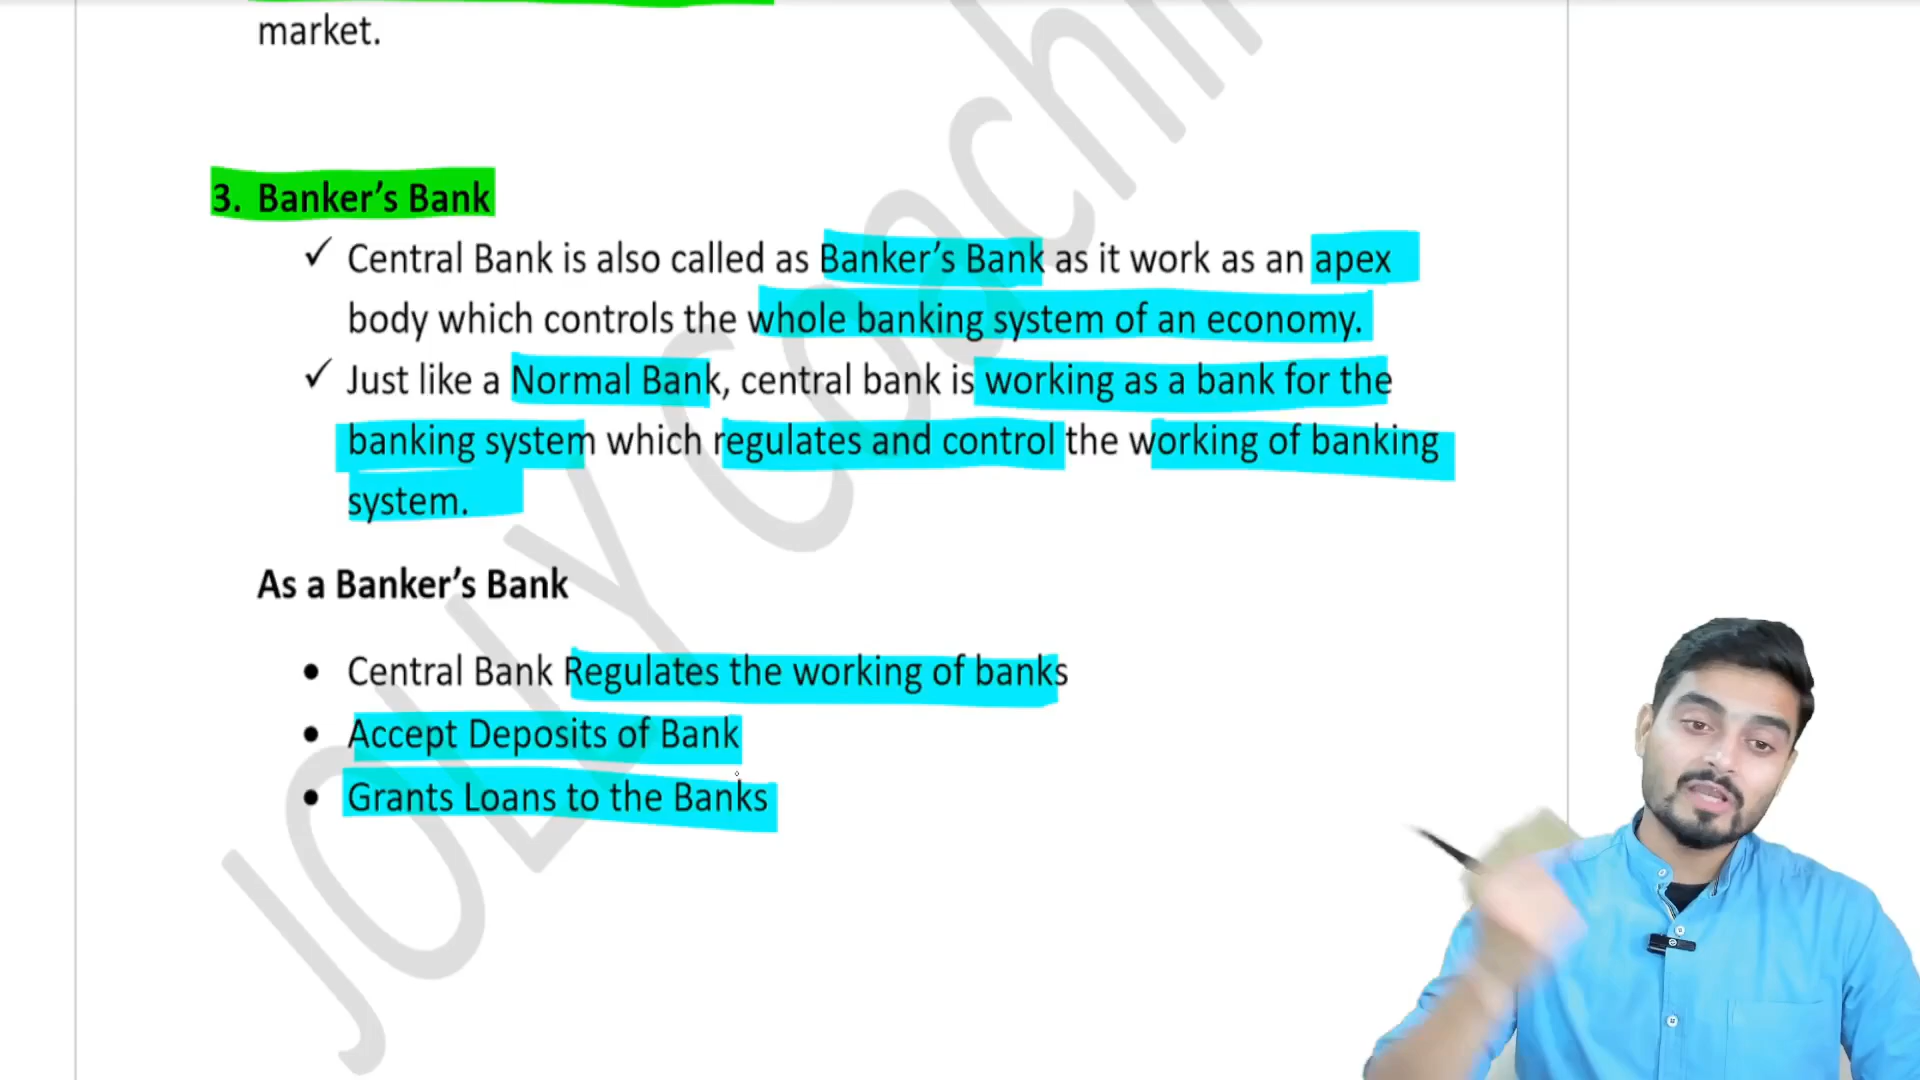 market.
3. Banker’s Bank
✓ Central Bank is also called as Banker’s Bank as it work as an apex
body which controls the whole banking system of an economy.
✓ Just like a Normal Bank, central bank is working as a bank for the
banking system which regulates and control the working of banking
system.
As a Banker’s Bank
• Central Bank Regulates the working of banks
• Accept Deposits of Bank
• Grants Loans to the Banks
JOLLY Coachi